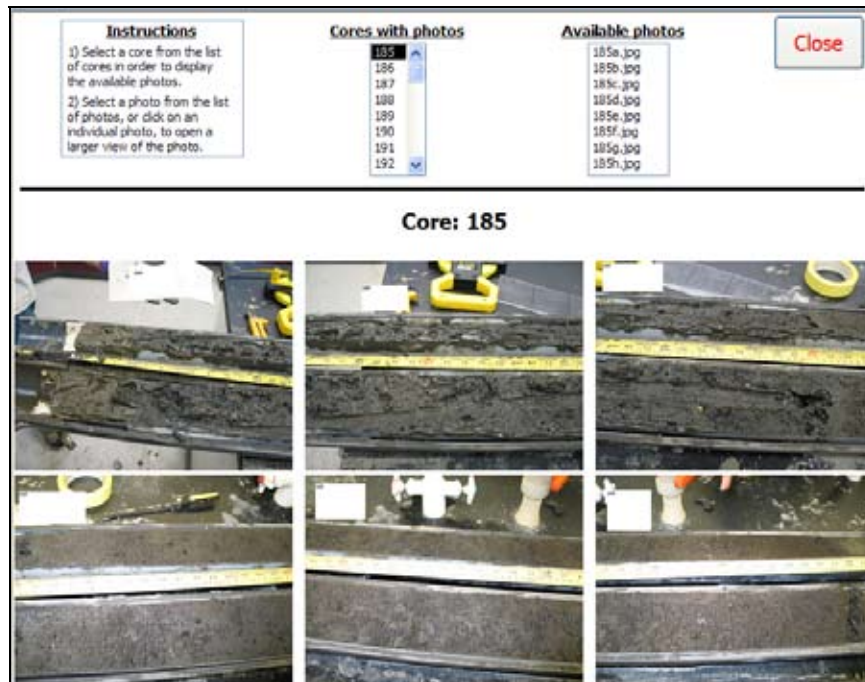 Instructions
1) Select a core from the list
of cores in order to display
the available photos.
2) Select a photo from the list
of photos, or click on an
individual photo, to open a
larger view of the photo.
Cores with photos
185
186
187
188
189
190
191
192
Available photos
185a.jpg
185b.jpg
185c.jpg
185d.jpg
185e.jpg
185f.jpg
185g.jpg
185h.jpg
Close
Core: 185